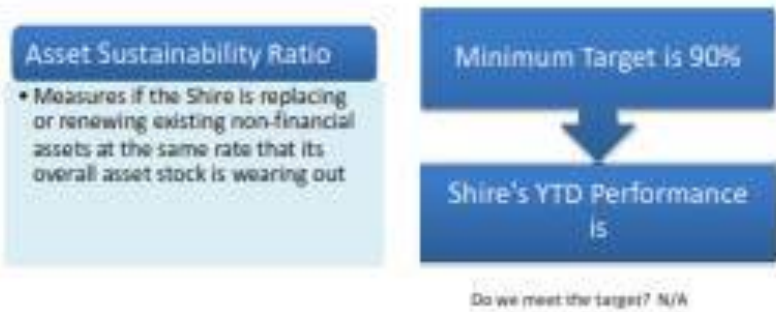 Asset Sustainability Ratio
• Measures if the Shire is replacing
or renewing existing non-financial
assets at the same rate that its
overall asset stock is wearing out
Minimum Target is 90%
Shire's YTD Performance
is
Do we meet the target? N/A